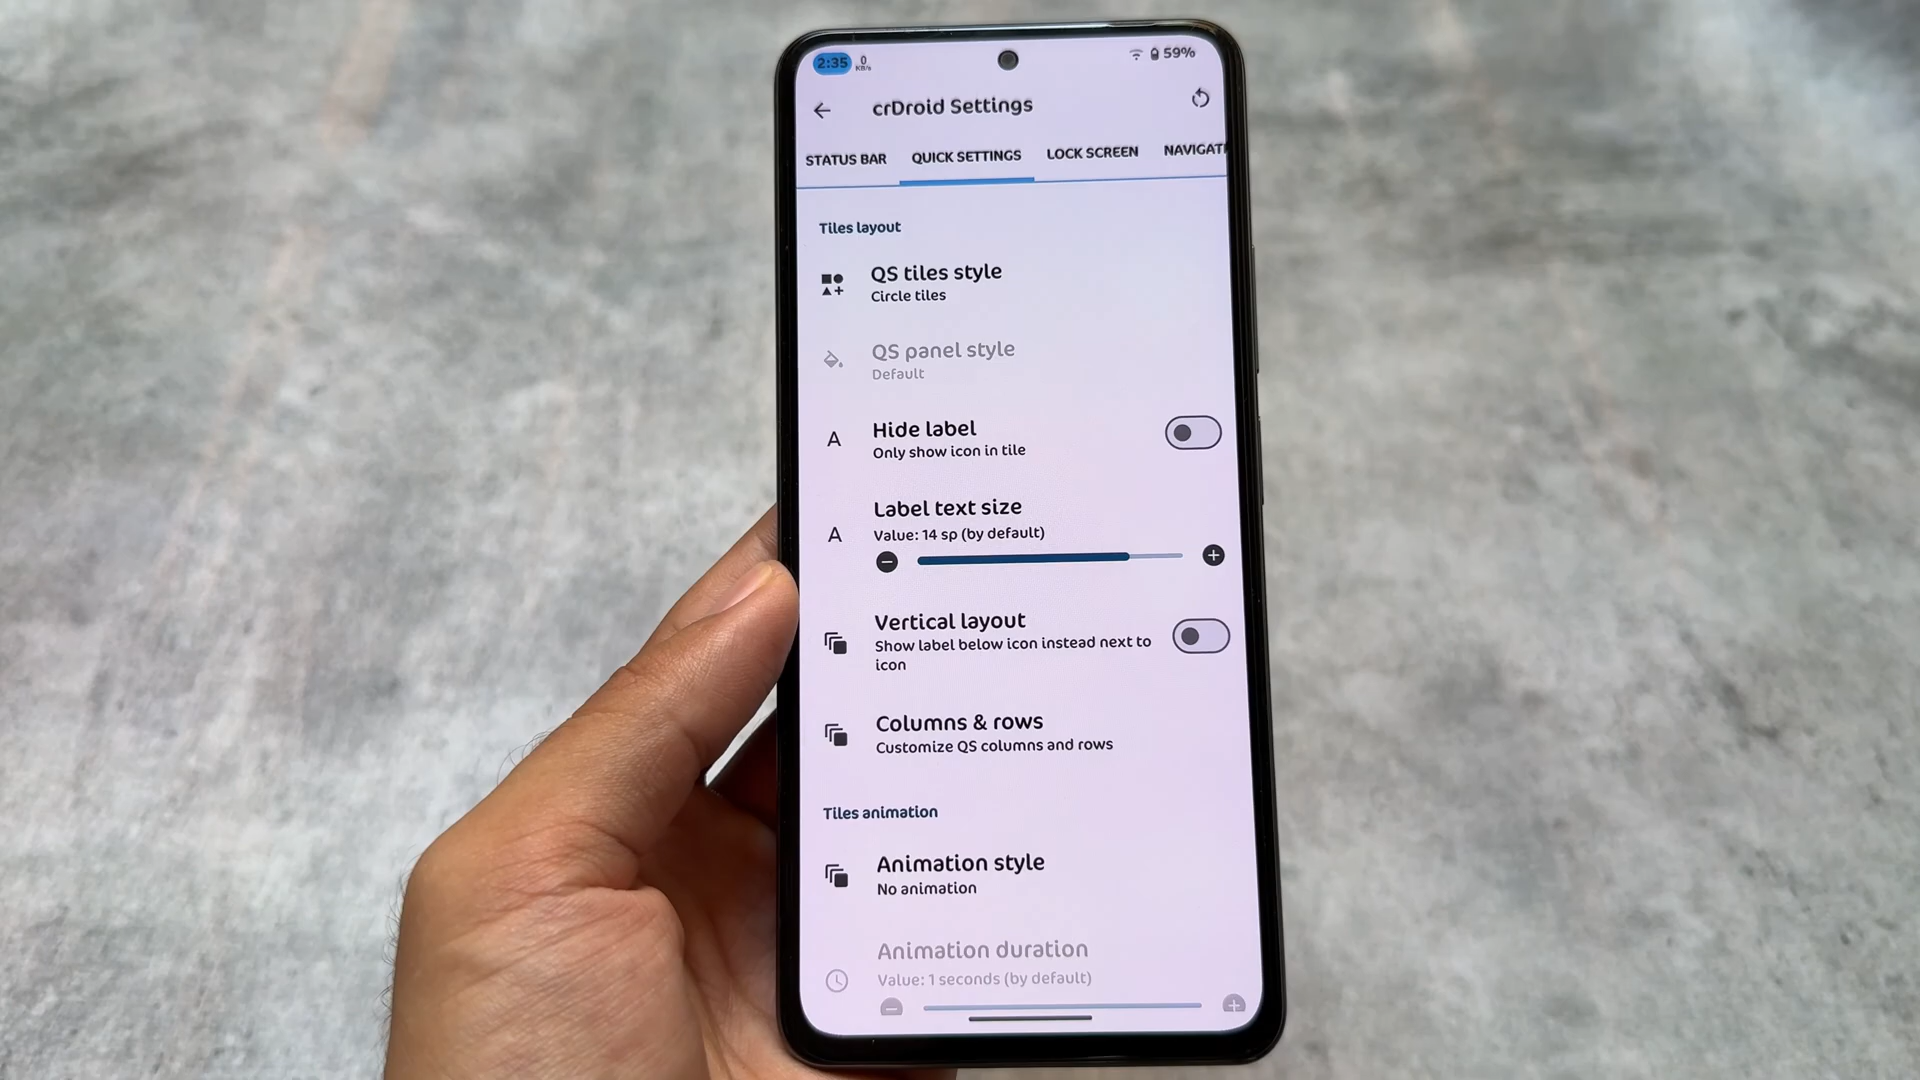 2:35 0 KB/s 59%
crDroid Settings
STATUS BAR QUICK SETTINGS LOCK SCREEN NAVIGATI
Tiles layout
QS tiles style
Circle tiles
QS panel style
Default
A Hide label
Only show icon in tile
Label text size
A Value: 14 sp (by default)
Vertical layout
Show label below icon instead next to
icon
Columns & rows
Customize QS columns and rows
Tiles animation
Animation style
No animation
Animation duration
Value: 1 seconds (by default)